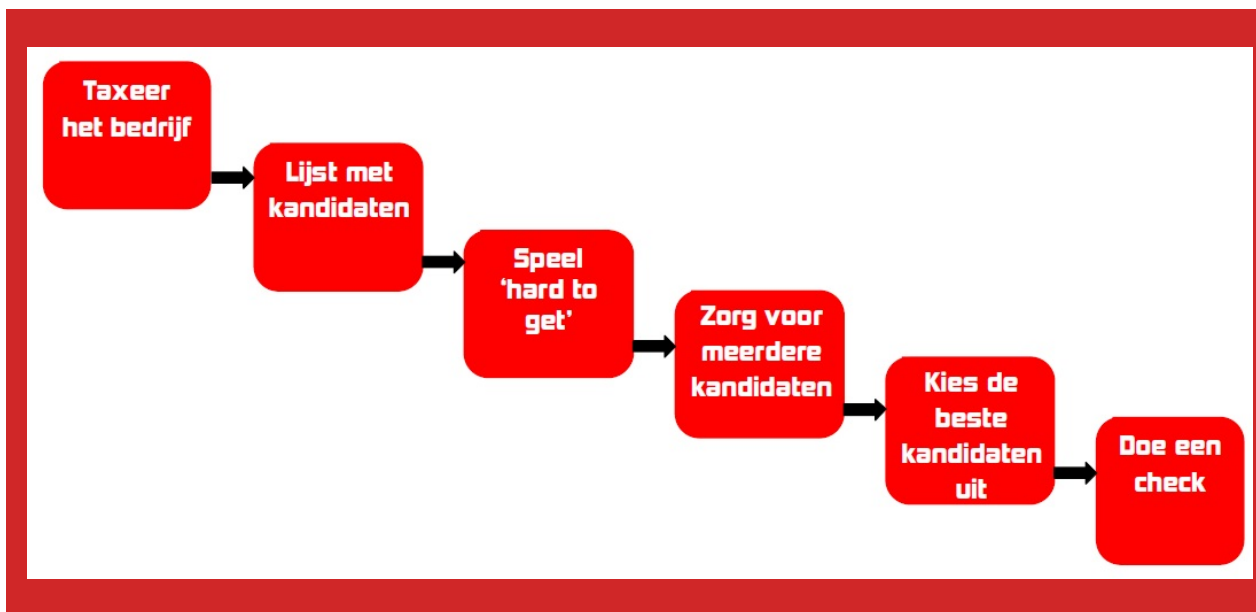 Taxeer
het bedrijf
Lijst met
kandidaten
Speel
‘hard to
get’
Zorg voor
meerdere
kandidaten
Kies de
beste
kandidaten
uit
Doe een
check